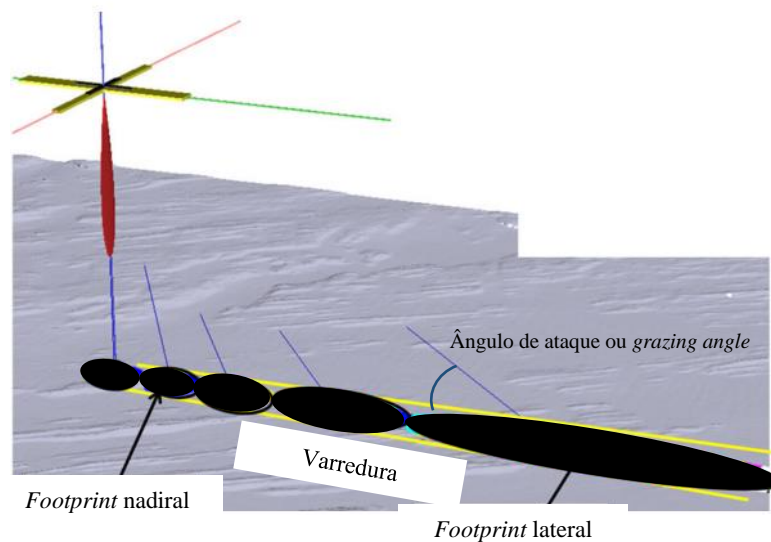 Ângulo de ataque ou grazing angle
Varredura
Footprint nadiral
Footprint lateral